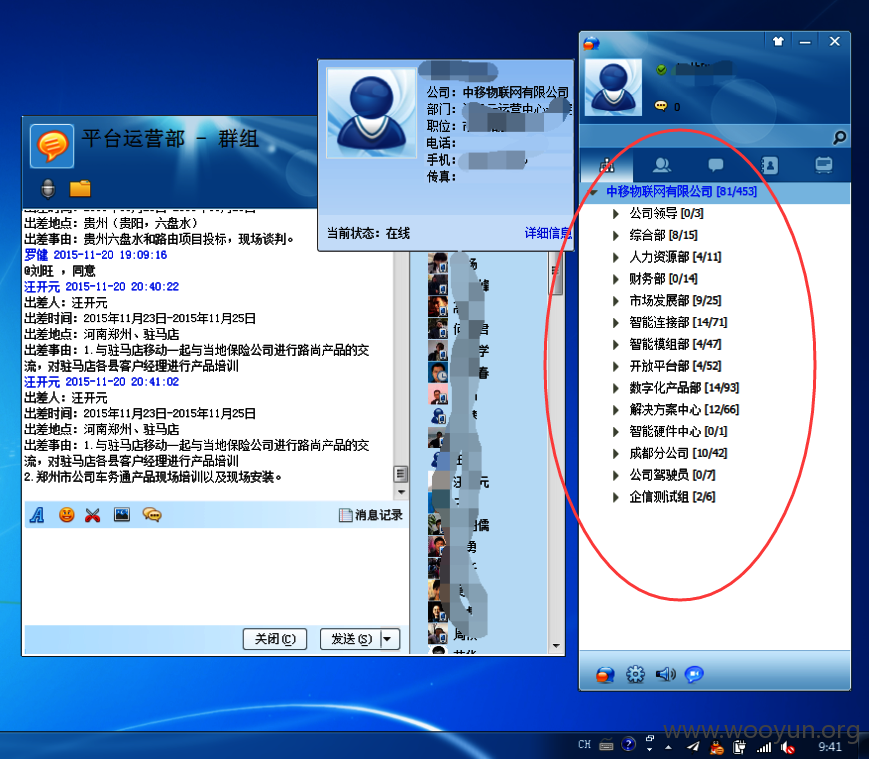 平台运营部 - 群组
出差地点：贵州（贵阳，六盘水）
出差事由：贵州六盘水和路由项目投标，现场谈判。
罗健 2015-11-20 19:09:16
@刘旺 ，同意
汪开元 2015-11-20 20:40:22
出差人：汪开元
出差时间：2015年11月23日-2015年11月25日
出差地点：河南郑州、驻马店
出差事由：1.与驻马店移动一起与当地保险公司进行路尚产品的交
流，对驻马店各县客户经理进行产品培训
汪开元 2015-11-20 20:41:02
出差人：汪开元
出差时间：2015年11月23日-2015年11月25日
出差地点：河南郑州、驻马店
出差事由：1.与驻马店移动一起与当地保险公司进行路尚产品的交
流，对驻马店各县客户经理进行产品培训
2.郑州市公司车务通产品现场培训以及现场安装。
消息记录
关闭(C)
发送(S)
公司：中移物联网有限公司
部门：运营中心
职位：
电话：
手机：
传真：
当前状态：在线
详细信息
0
中移物联网有限公司 [81/453]
公司领导 [0/3]
综合部 [8/15]
人力资源部 [4/11]
财务部 [0/14]
市场发展部 [9/25]
智能连接部 [14/71]
智能模组部 [4/47]
开放平台部 [4/52]
数字化产品部 [14/93]
解决方案中心 [12/66]
智能硬件中心 [0/1]
成都分公司 [10/42]
公司驾驶员 [0/7]
企信测试组 [2/6]
www.wooyun.org
CH
9:41